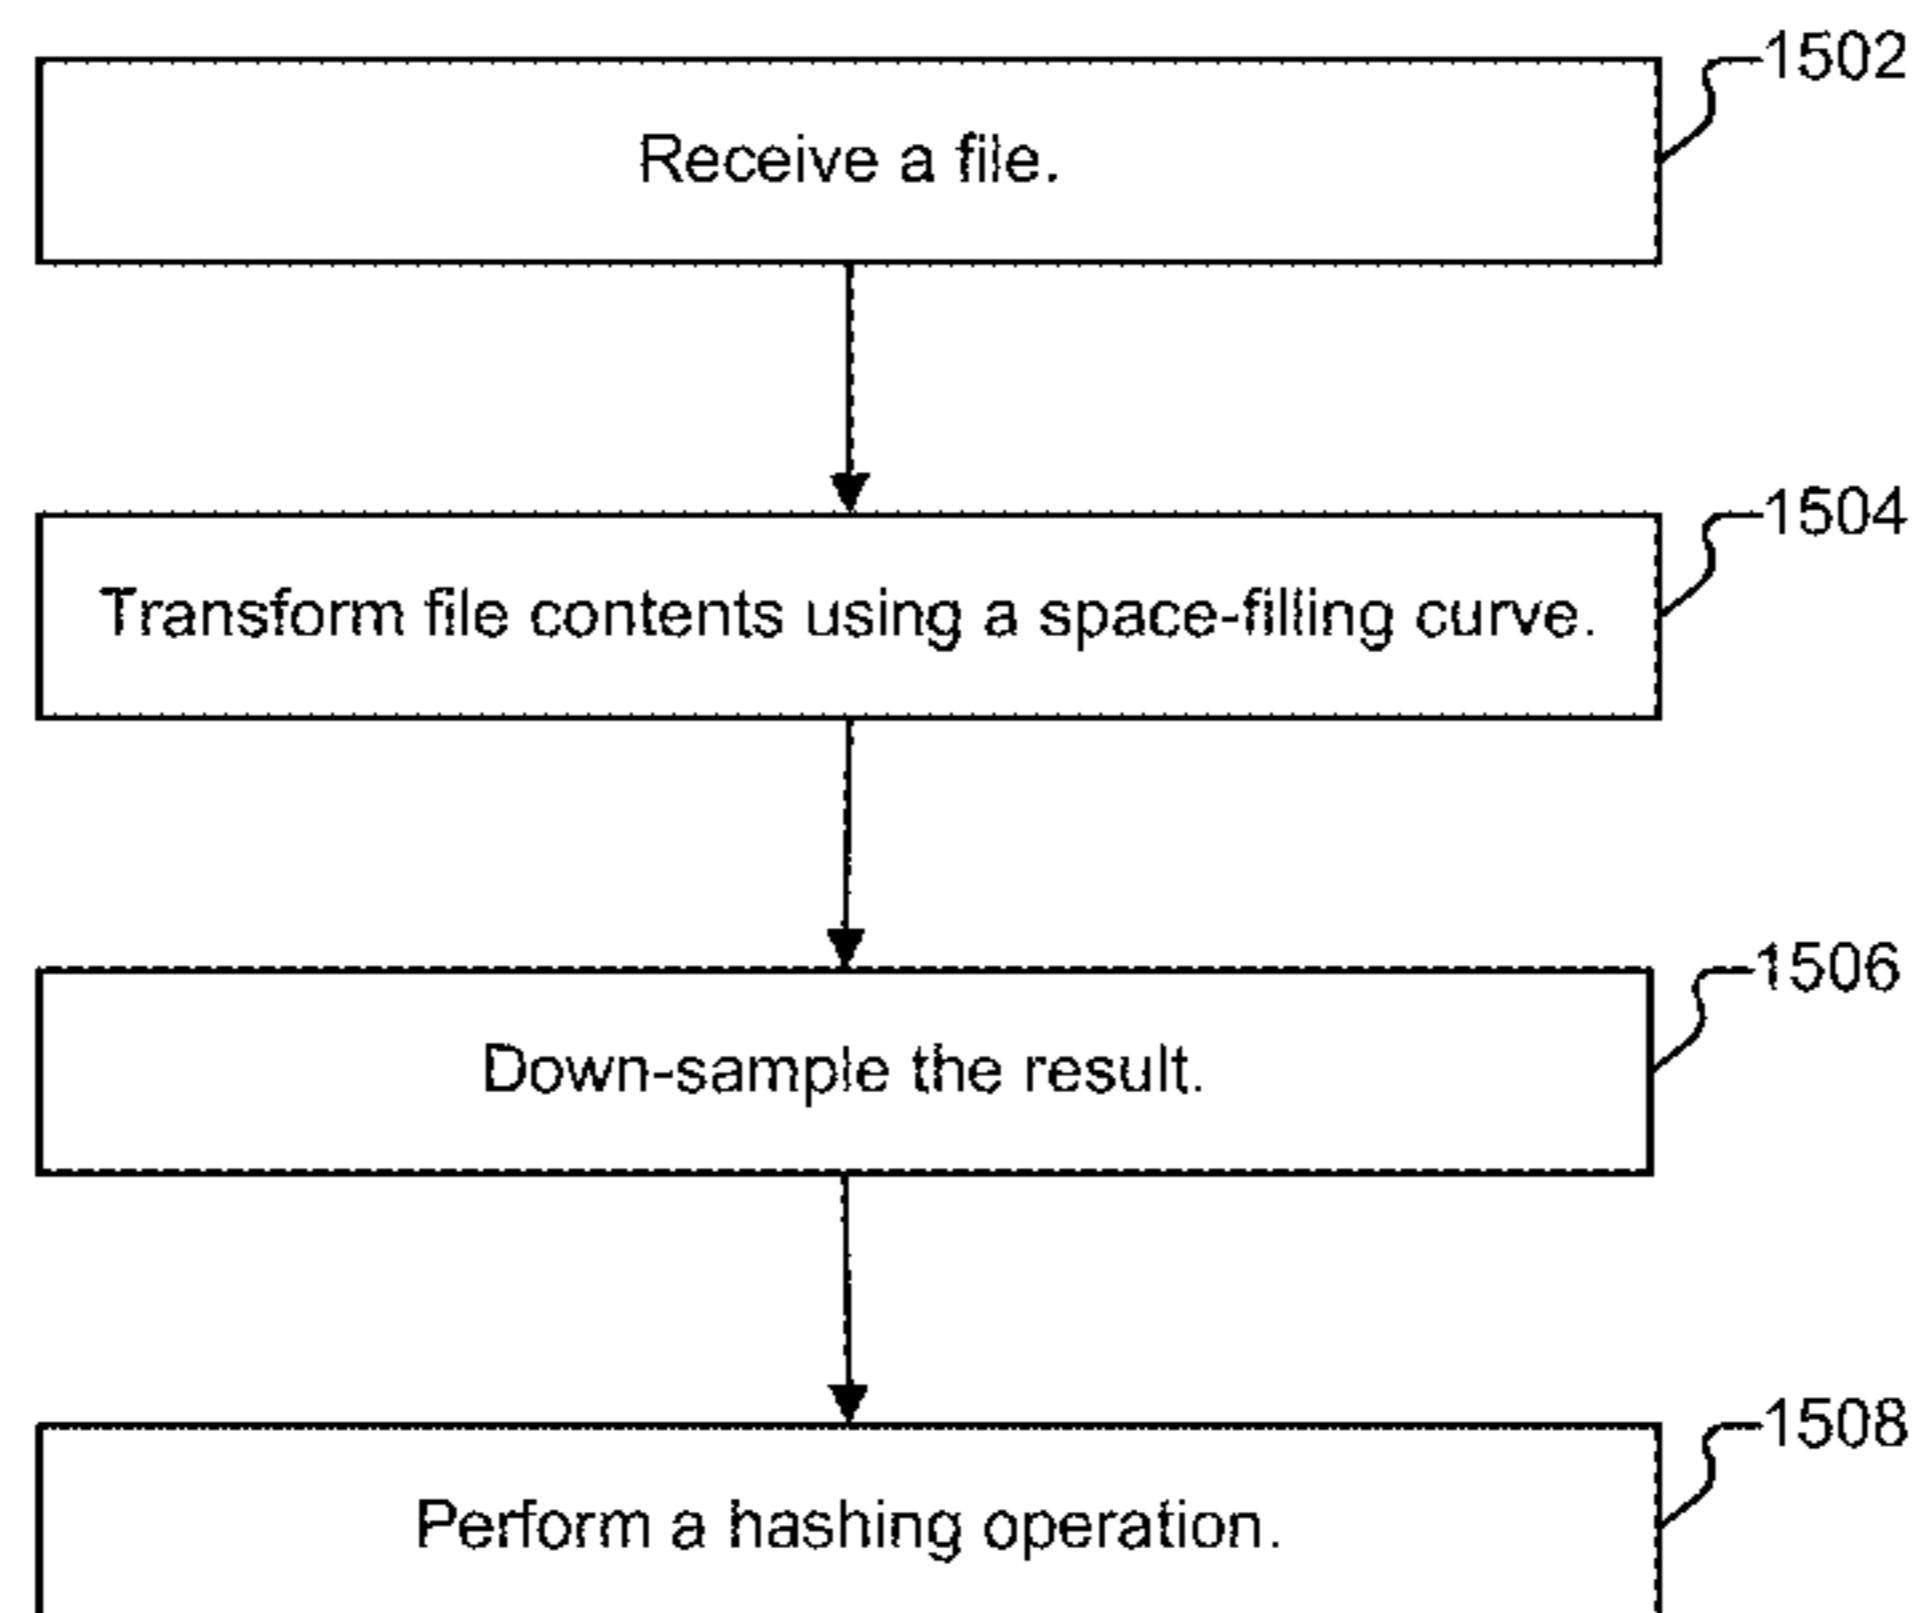 1502
Receive a file.
1504
Transform file contents using a space-filling curve.
1506
Down-sample the result.
1508
Perform a hashing operation.